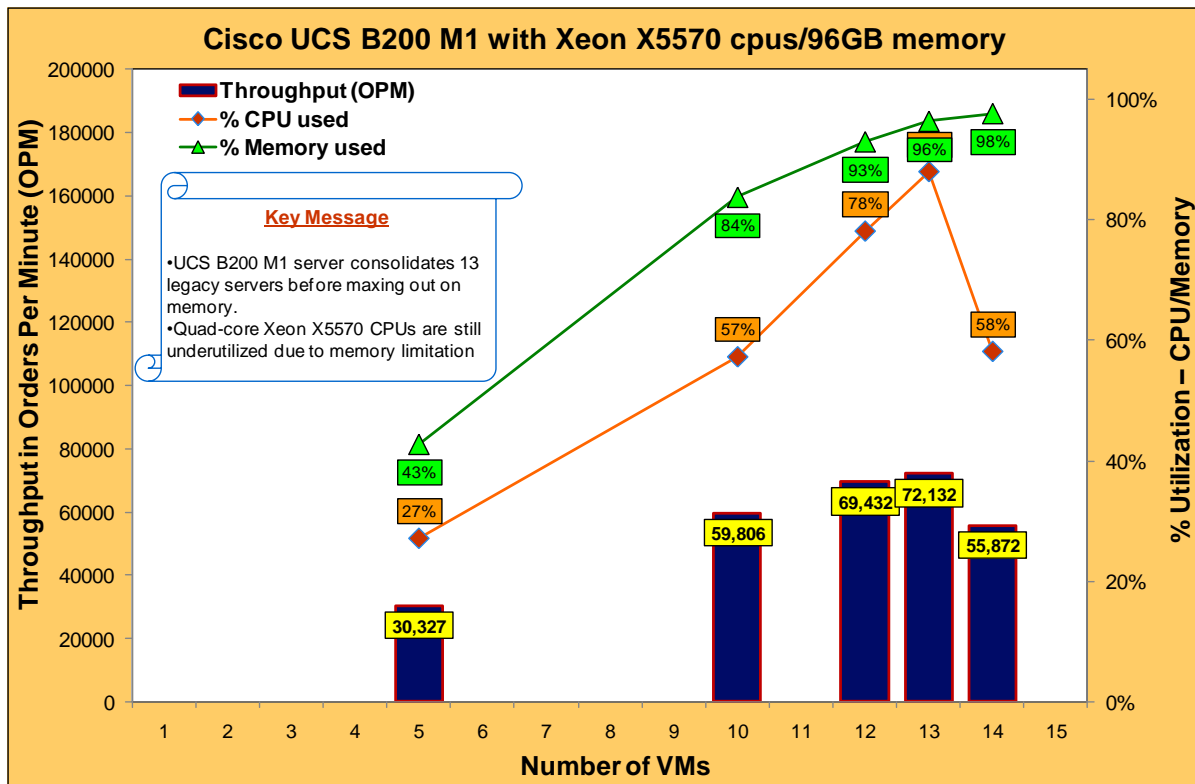 Cisco UCS B200 M1 with Xeon X5570 cpus/96GB memory
Throughput in Orders Per Minute (OPM)
200000
180000
160000
140000
120000
100000
80000
60000
40000
20000
0
Throughput (OPM)
% CPU used
% Memory used
Key Message
•UCS B200 M1 server consolidates 13
legacy servers before maxing out on
memory.
•Quad-core Xeon X5570 CPUs are still
underutilized due to memory limitation
43%
84%
93%
96%
98%
27%
57%
78%
58%
30,327
59,806
69,432
72,132
55,872
100%
80%
60%
40%
20%
0%
% Utilization – CPU/Memory
1 2 3 4 5 6 7 8 9 10 12 13 14 15
Number of VMs